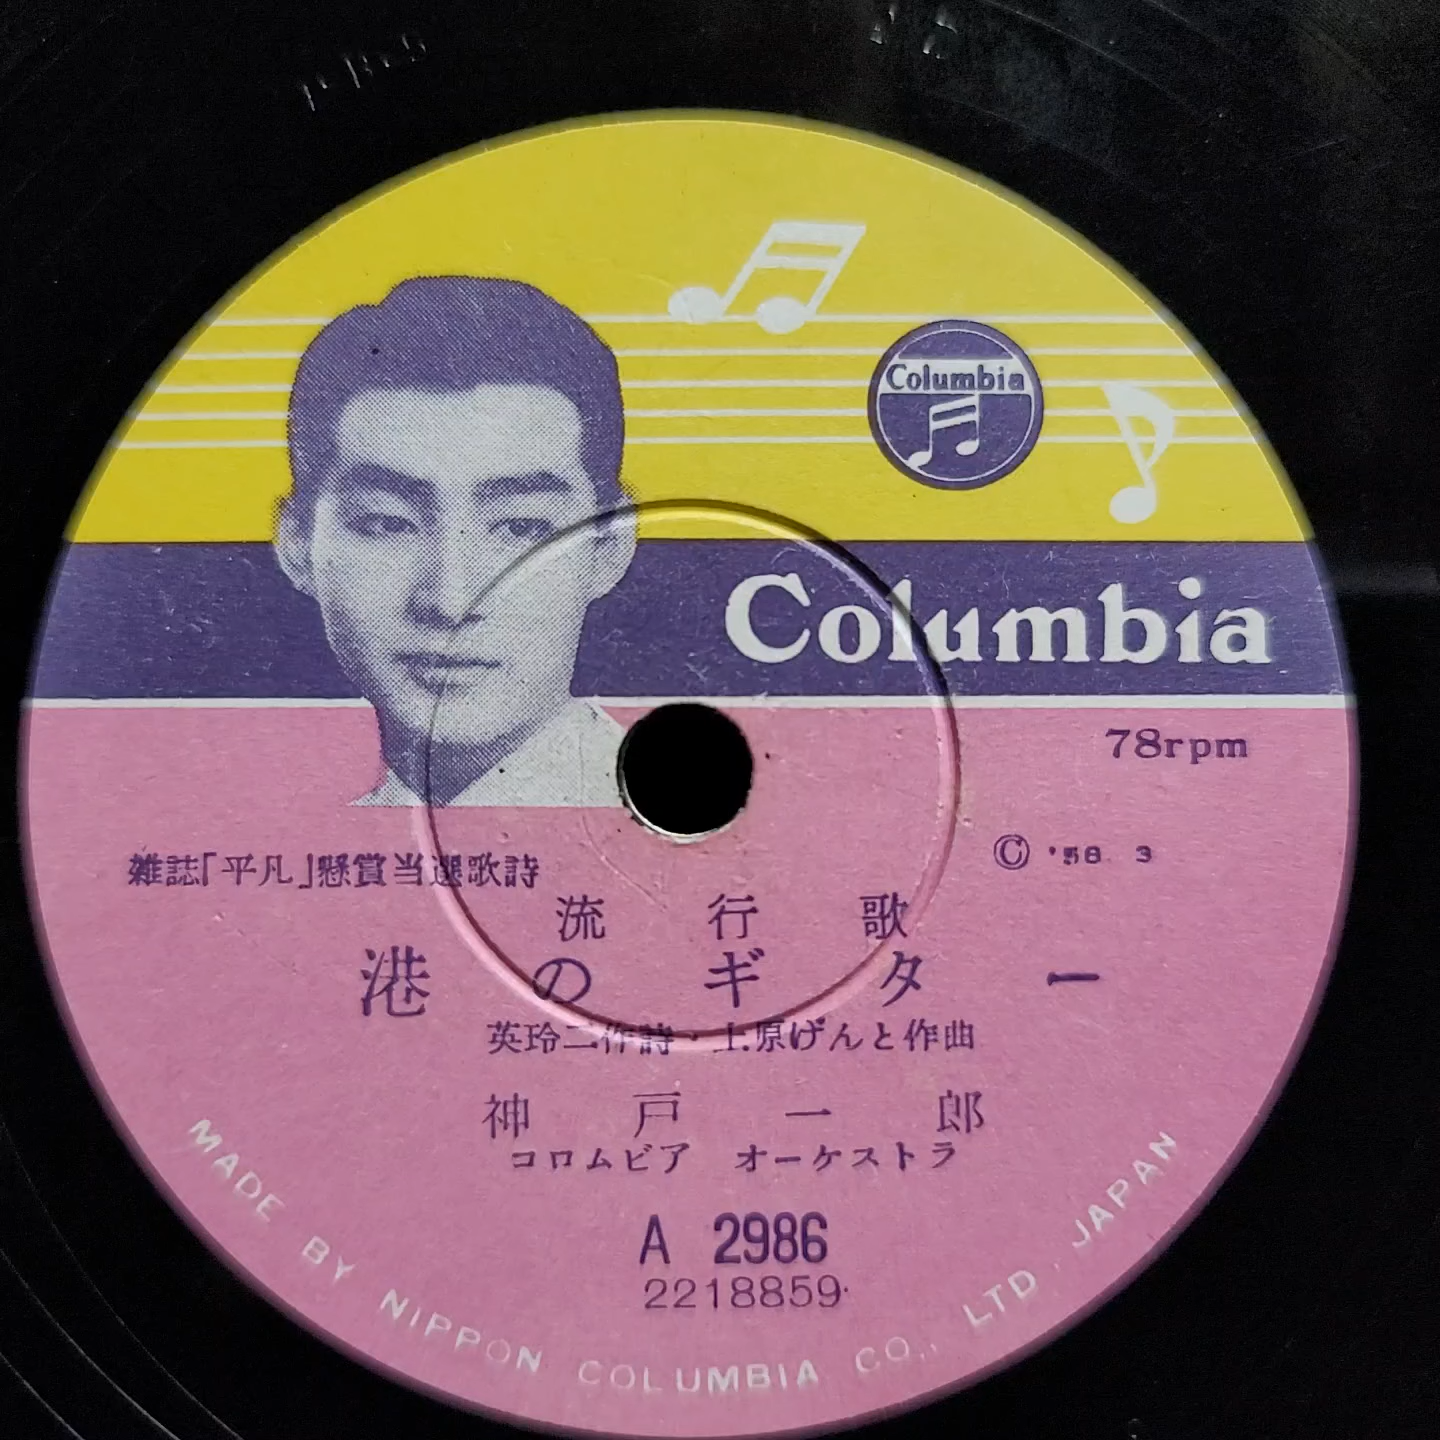 Columbia
Columbia
78rpm
Ⓒ '58 3
雑誌「平凡」懸賞当選歌詩
流行歌
港のギター
英玲二作詩・上原げんと作曲
神戸一郎
コロムビア オーケストラ
A 2986
2218859
MADE BY NIPPON COLUMBIA CO., LTD. JAPAN